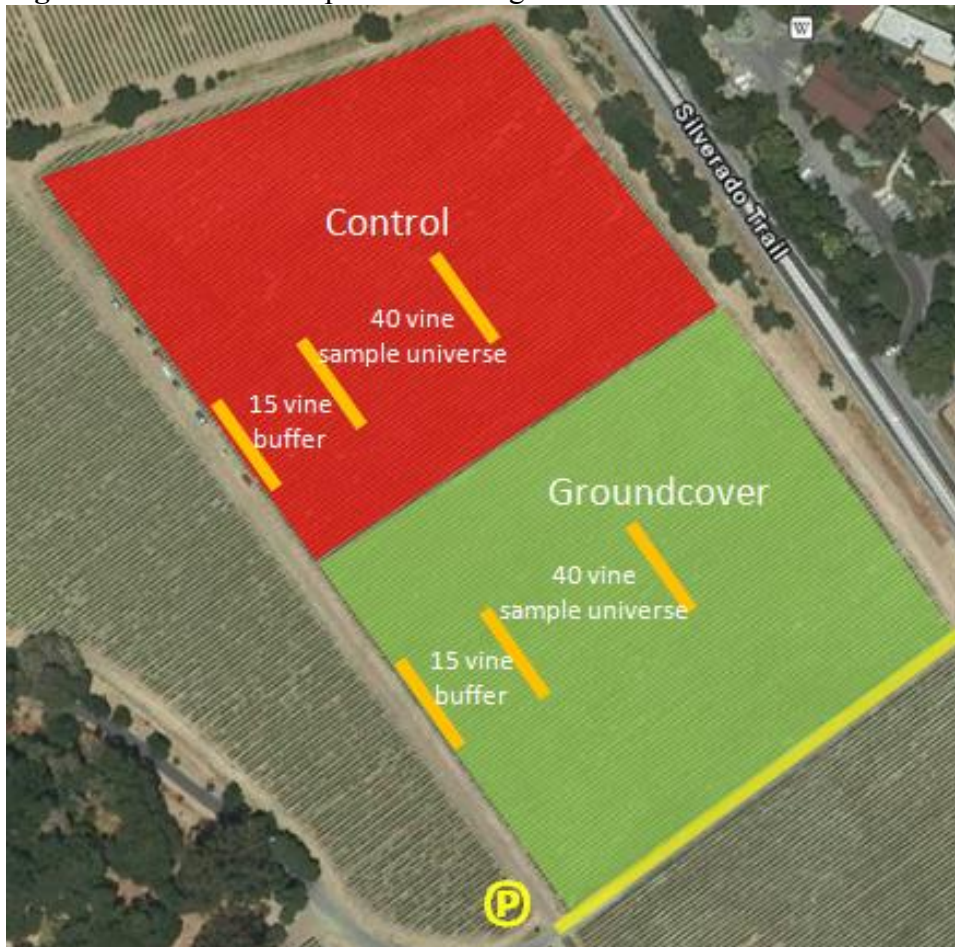 W
Silverado Trail
Control
40 vine
sample universe
15 vine
buffer
Groundcover
40 vine
sample universe
15 vine
buffer
P